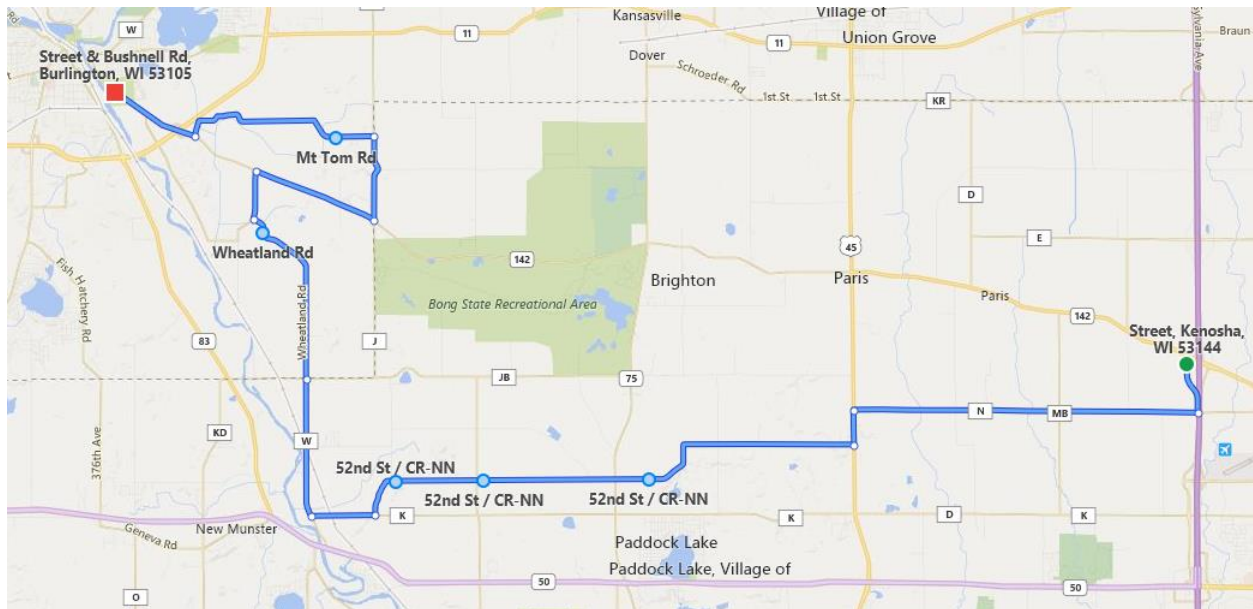 Rd
W
Kansasville
Village of
Union Grove
11
11
Braun
Sylvania Ave
Street & Bushnell Rd,
Burlington, WI 53105
Dover
Schroeder Rd
1st St
1st St
KR
Mt Tom Rd
D
Wheatland Rd
142
45
E
Brighton
Paris
Paris
Fish Hatchery Rd
Bong State Recreational Area
Wheatland Rd
142
Street, Kenosha,
WI 53144
83
J
JB
75
N
MB
KD
W
376th Ave
52nd St / CR-NN
52nd St / CR-NN
52nd St / CR-NN
K
K
D
K
New Munster
Geneva Rd
Paddock Lake
Paddock Lake, Village of
50
50
O